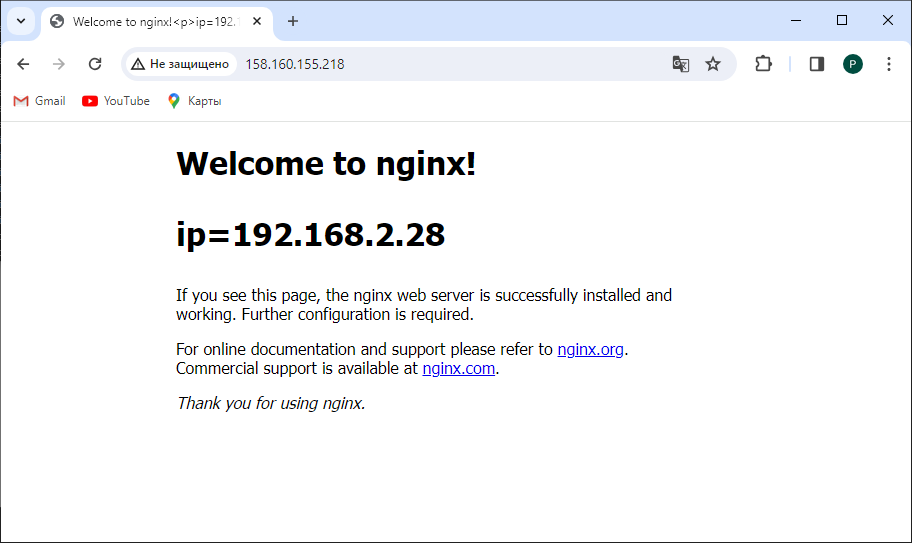 Welcome to nginx!<p>ip=192.1
Не защищено
158.160.155.218
P
Gmail
YouTube
Карты
Welcome to nginx!
ip=192.168.2.28
If you see this page, the nginx web server is successfully installed and
working. Further configuration is required.
For online documentation and support please refer to nginx.org.
Commercial support is available at nginx.com.
Thank you for using nginx.